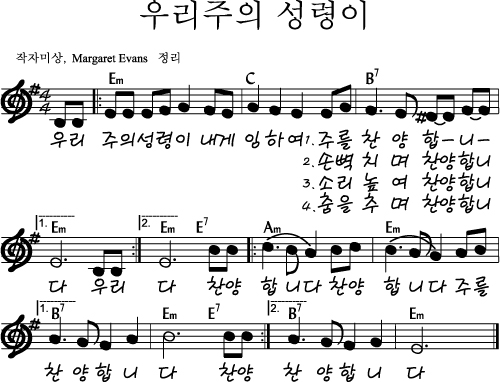 우리주의 성령이
작자미상, Margaret Evans 정리
Em C B7
우리 주의성령이 내게 임하여 1. 주를 찬 양 합-니-
2. 손뼉 치 며 찬양합니
3. 소리 높 여 찬양합니
4. 춤을 추 며 찬양합니
1. Em 2. Em E7 Am Em
다 우리 다 찬양 합 니다 찬양 합 니다 주를
1. B7 Em E7 2. B7 Em
찬 양합 니 다 찬양 찬 양합 니 다